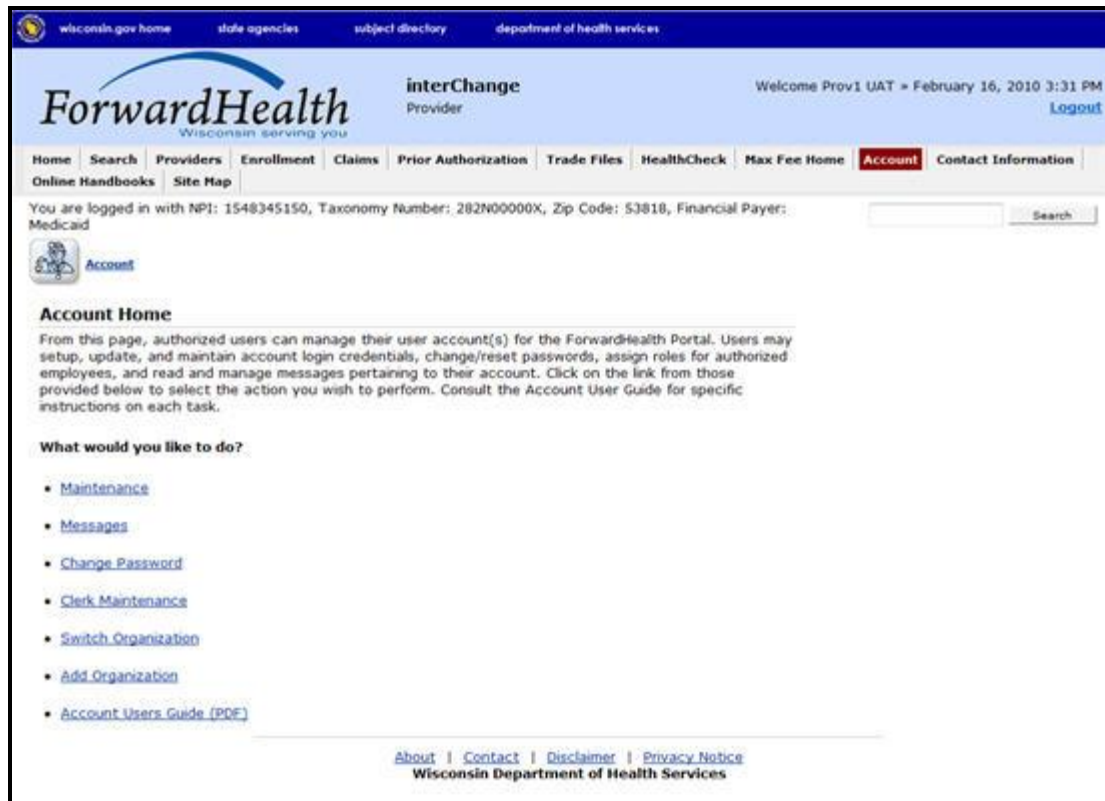 wisconsin.gov home state agencies subject directory department of health services
ForwardHealth
Wisconsin serving you
interChange
Provider
Welcome Prov1 UAT » February 16, 2010 3:31 PM
Logout
Home Search Providers Enrollment Claims Prior Authorization Trade Files HealthCheck Max Fee Home Account Contact Information
Online Handbooks Site Map
You are logged in with NPI: 1548345150, Taxonomy Number: 282N00000X, Zip Code: 53818, Financial Payer:
Medicaid
Search
Account
Account Home
From this page, authorized users can manage their user account(s) for the ForwardHealth Portal. Users may
setup, update, and maintain account login credentials, change/reset passwords, assign roles for authorized
employees, and read and manage messages pertaining to their account. Click on the link from those
provided below to select the action you wish to perform. Consult the Account User Guide for specific
instructions on each task.
What would you like to do?
• Maintenance
• Messages
• Change Password
• Clerk Maintenance
• Switch Organization
• Add Organization
• Account Users Guide (PDF)
About | Contact | Disclaimer | Privacy Notice
Wisconsin Department of Health Services